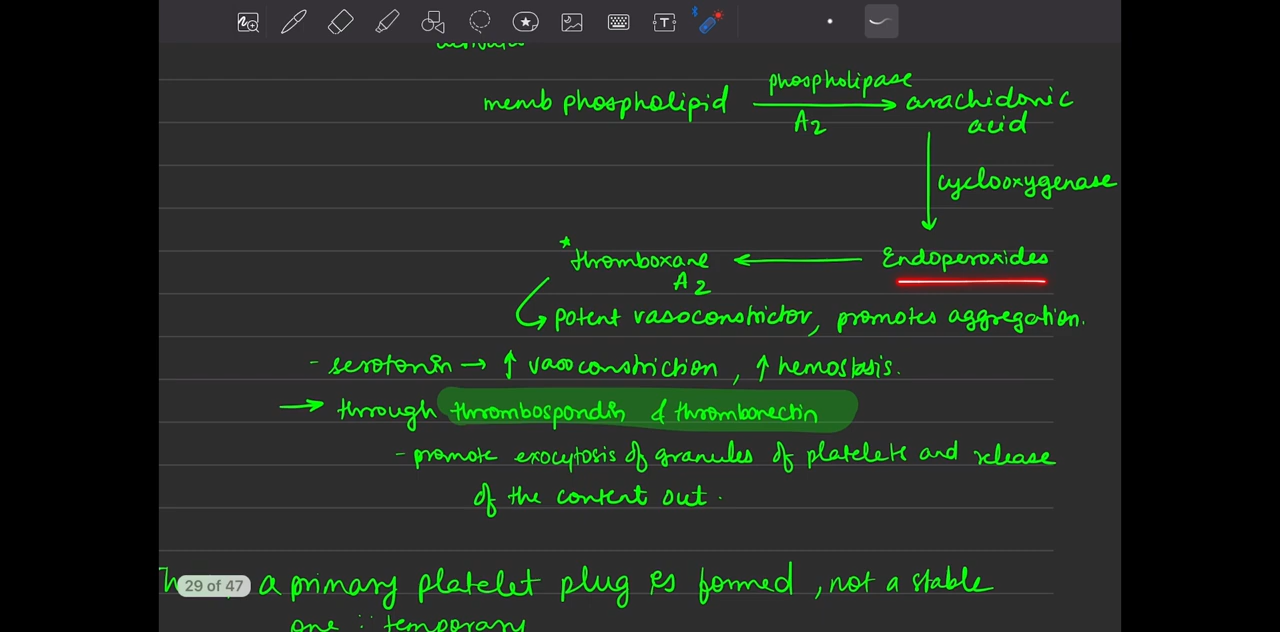 memb phospholipid phospholipase A2 arachidonic acid
cyclooxygenase
*thromboxane A2 Endoperoxides
potent vasoconstrictor, promotes aggregation.
- serotonin → ↑ vasoconstriction, ↑ hemostasis.
→ through thrombospondin & thrombonectin
- promote exocytosis of granules of platelets and release
of the content out.
29 of 47 a primary platelet plug is formed, not a stable
one ∵ temporary